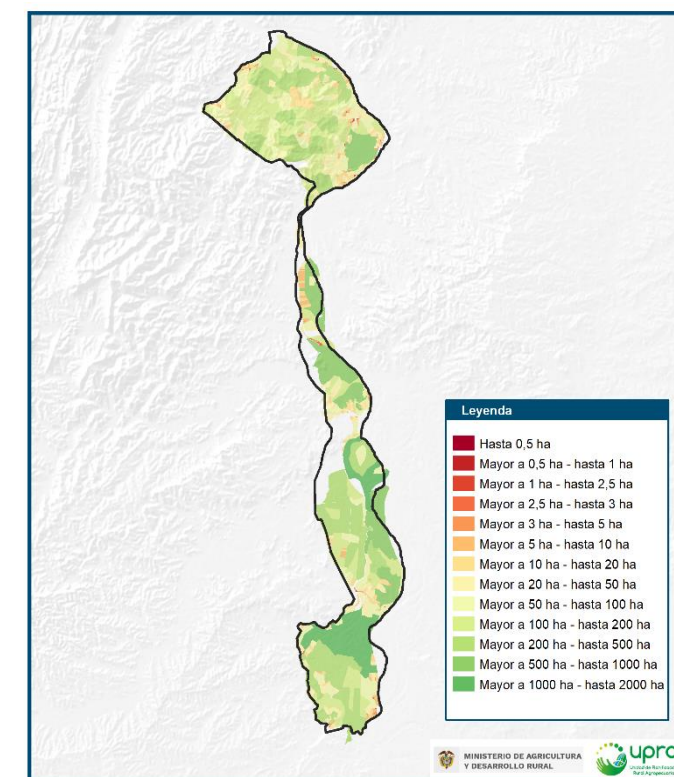 Leyenda
Hasta 0,5 ha
Mayor a 0,5 ha - hasta 1 ha
Mayor a 1 ha - hasta 2,5 ha
Mayor a 2,5 ha - hasta 3 ha
Mayor a 3 ha - hasta 5 ha
Mayor a 5 ha - hasta 10 ha
Mayor a 10 ha - hasta 20 ha
Mayor a 20 ha - hasta 50 ha
Mayor a 50 ha - hasta 100 ha
Mayor a 100 ha - hasta 200 ha
Mayor a 200 ha - hasta 500 ha
Mayor a 500 ha - hasta 1000 ha
Mayor a 1000 ha - hasta 2000 ha
MINISTERIO DE AGRICULTURA
Y DESARROLLO RURAL
upra